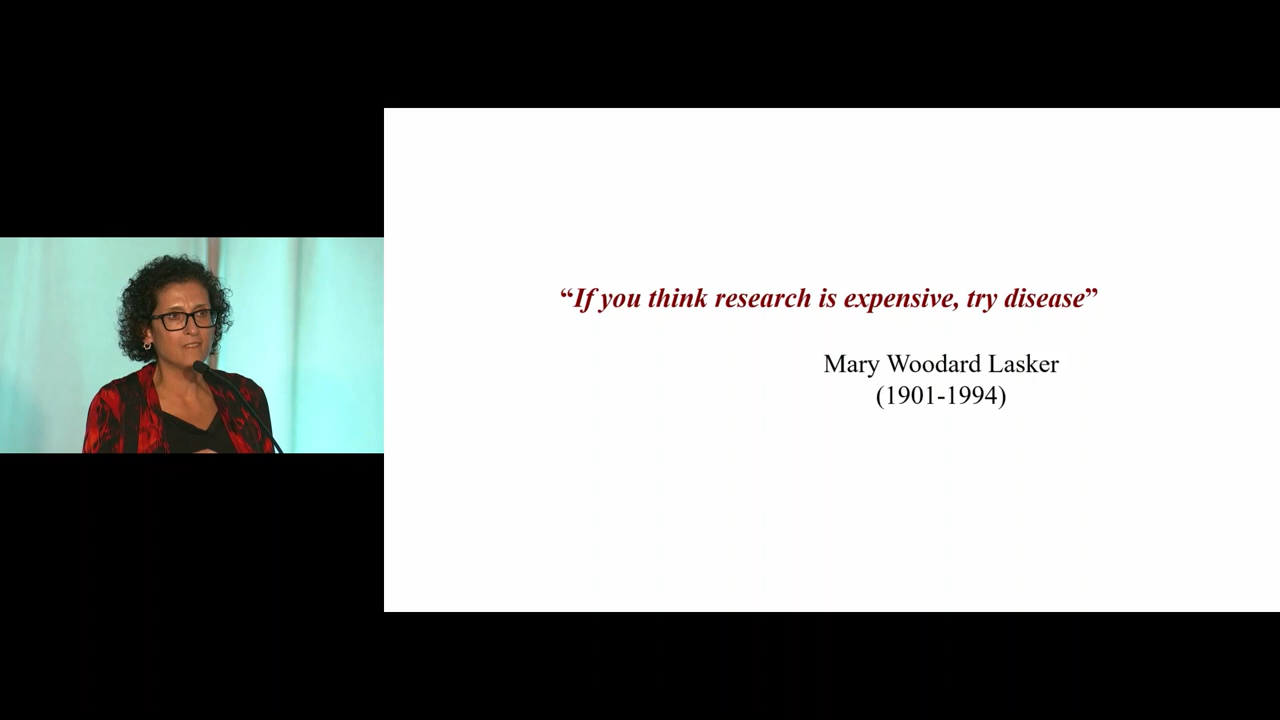 “If you think research is expensive, try disease”
Mary Woodard Lasker
(1901-1994)